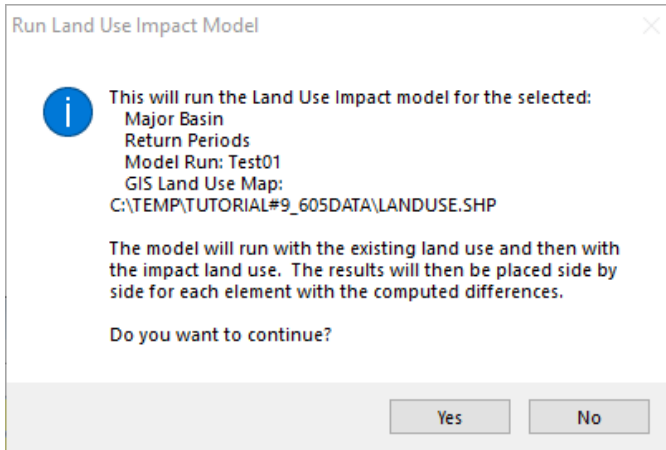 Run Land Use Impact Model
This will run the Land Use Impact model for the selected:
Major Basin
Return Periods
Model Run: Test01
GIS Land Use Map:
C:\TEMP\TUTORIAL#9_605DATA\LANDUSE.SHP
The model will run with the existing land use and then with
the impact land use.  The results will then be placed side by
side for each element with the computed differences.
Do you want to continue?
Yes
No